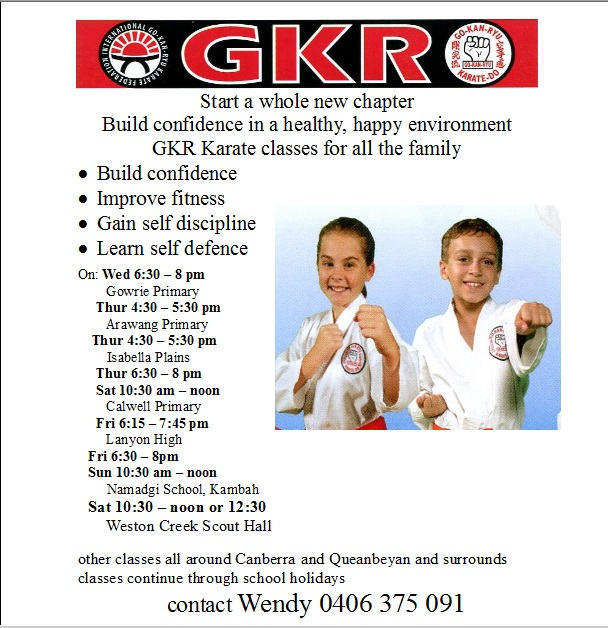 INTERNATIONAL GO-KAN-RYU KARATE FEDERATION
GKR
GO-KAN-RYU
GO-KAN-RYU
KARATE-DO
Start a whole new chapter
Build confidence in a healthy, happy environment
GKR Karate classes for all the family
• Build confidence
• Improve fitness
• Gain self discipline
• Learn self defence
On: Wed 6:30 – 8 pm
Gowrie Primary
Thur 4:30 – 5:30 pm
Arawang Primary
Thur 4:30 – 5:30 pm
Isabella Plains
Thur 6:30 – 8 pm
Sat 10:30 am – noon
Calwell Primary
Fri 6:15 – 7:45 pm
Lanyon High
Fri 6:30 – 8pm
Sun 10:30 am – noon
Namadgi School, Kambah
Sat 10:30 – noon or 12:30
Weston Creek Scout Hall
other classes all around Canberra and Queanbeyan and surrounds
classes continue through school holidays
contact Wendy 0406 375 091